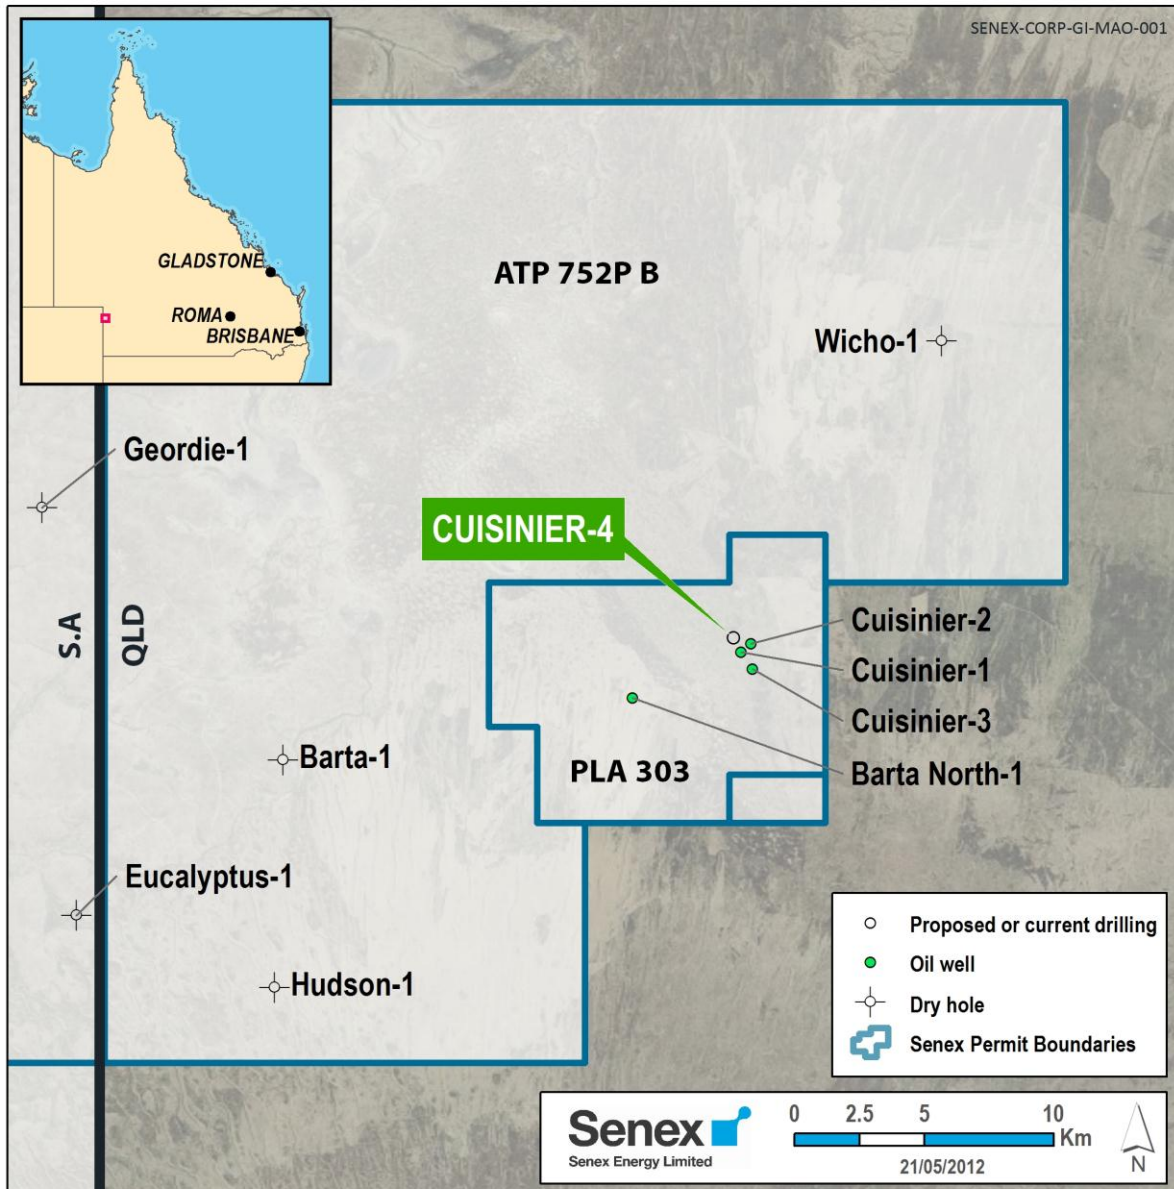 SENEX-CORP-GI-MAO-001
GLADSTONE
ROMA
BRISBANE
ATP 752P B
Wicho-1
Geordie-1
CUISINIER-4
S.A
QLD
Cuisinier-2
Cuisinier-1
Cuisinier-3
Barta North-1
Barta-1
PLA 303
Eucalyptus-1
Hudson-1
Proposed or current drilling
Oil well
Dry hole
Senex Permit Boundaries
Senex
Senex Energy Limited
0 2.5 5 10
Km
21/05/2012
N